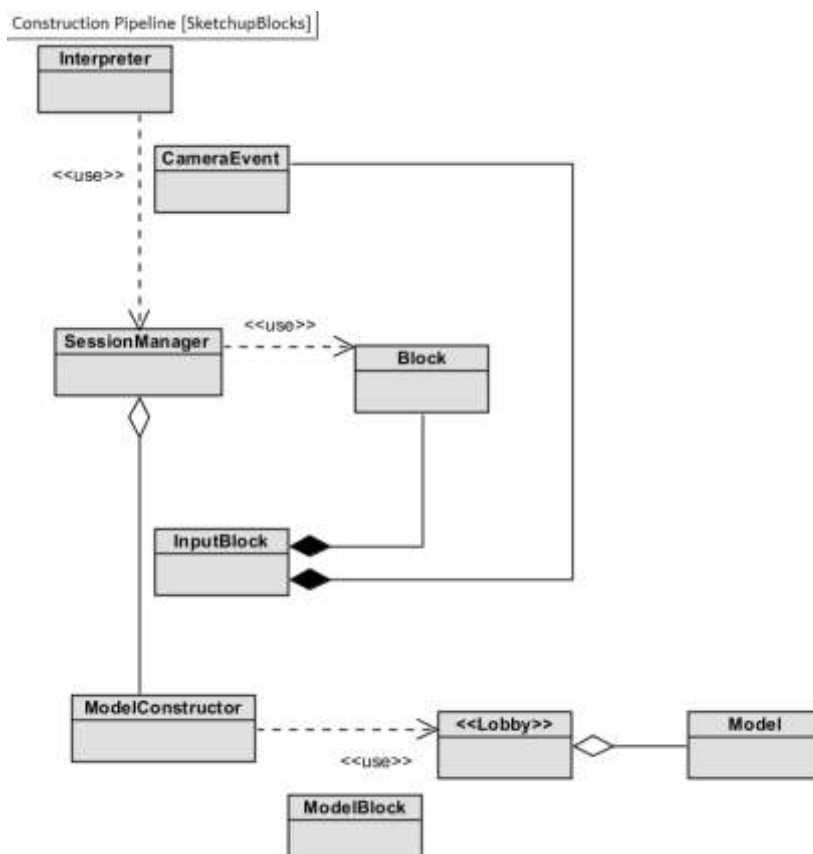 Construction Pipeline [SketchupBlocks]
Interpreter
CameraEvent
<<use>>
<<use>>
SessionManager
Block
InputBlock
ModelConstructor
<<Lobby>>
Model
<<use>>
ModelBlock